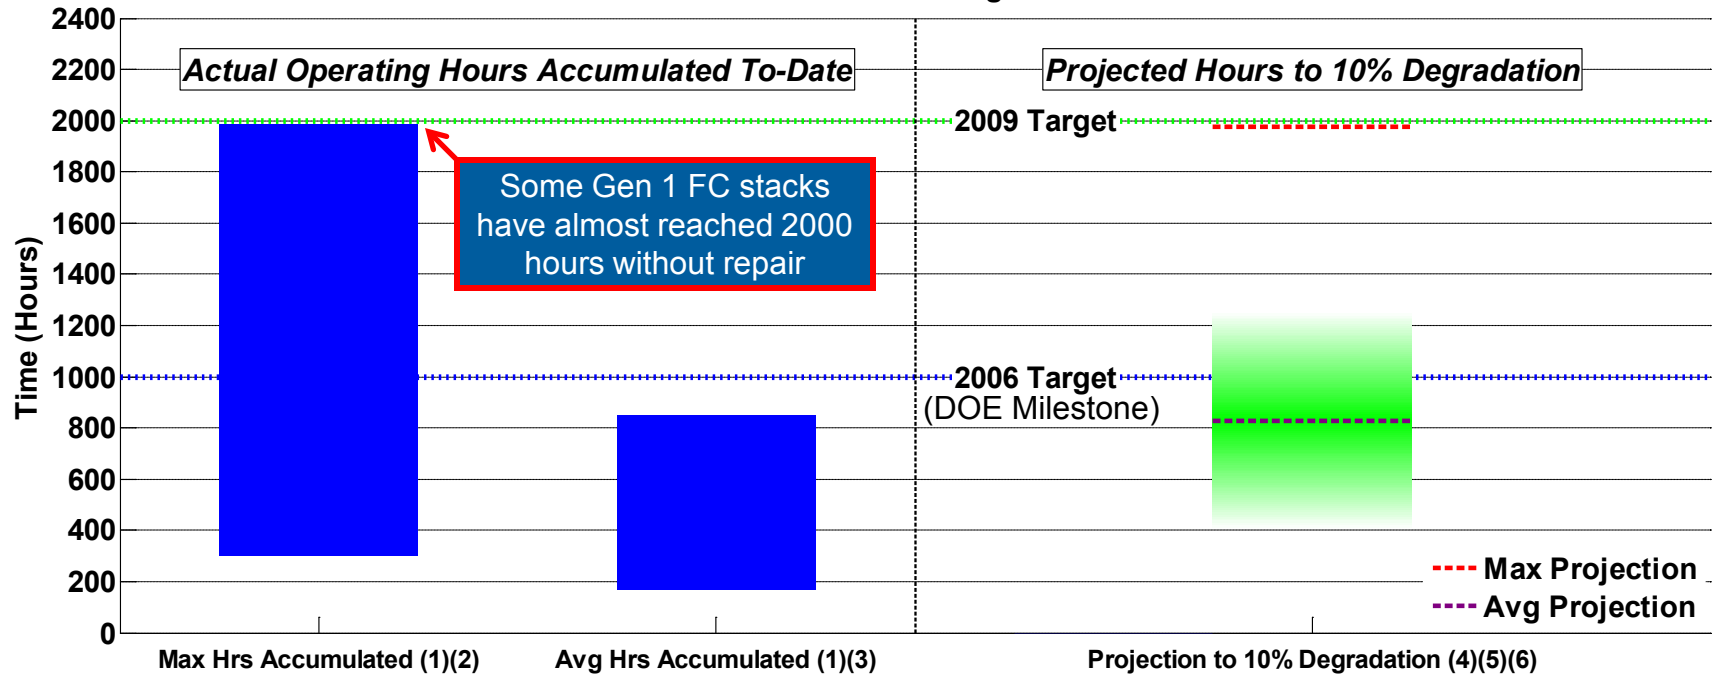 2400
2200
2000
1800
1600
1400
1200
1000
800
600
400
200
0
Time (Hours)
Actual Operating Hours Accumulated To-Date
Projected Hours to 10% Degradation
2009 Target
Some Gen 1 FC stacks
have almost reached 2000
hours without repair
2006 Target
(DOE Milestone)
Max Projection
Avg Projection
Max Hrs Accumulated (1)(2)
Avg Hrs Accumulated (1)(3)
Projection to 10% Degradation (4)(5)(6)